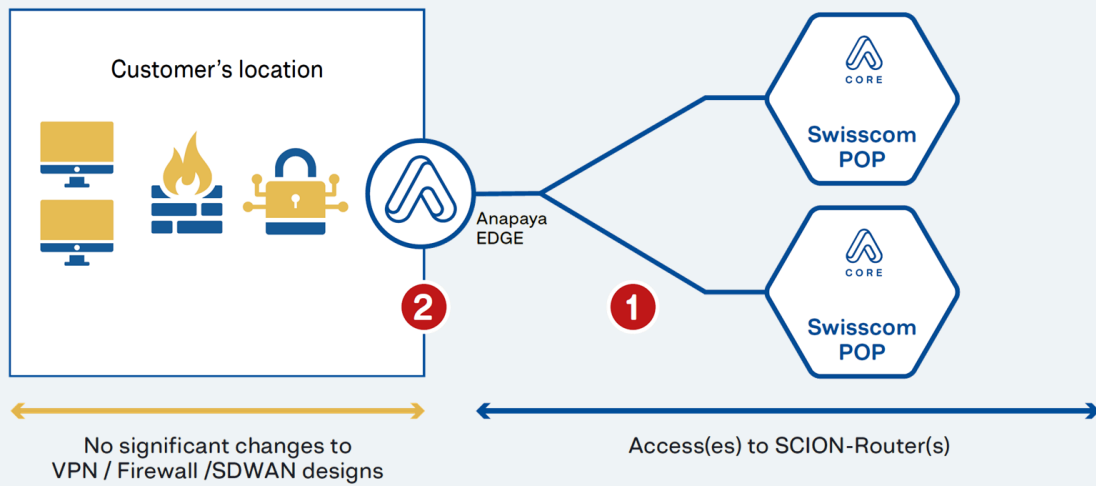 Customer's location
CORE
Swisscom
POP
Anapaya
EDGE
CORE
Swisscom
POP
2
1
No significant changes to
VPN / Firewall /SDWAN designs
Access(es) to SCION-Router(s)